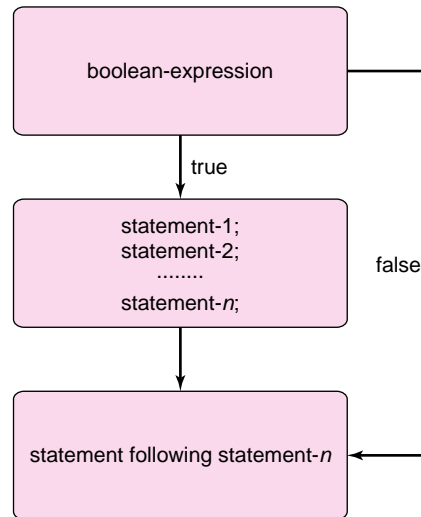 boolean-expression
true
statement-1;
statement-2;
........
statement-n;
false
statement following statement-n